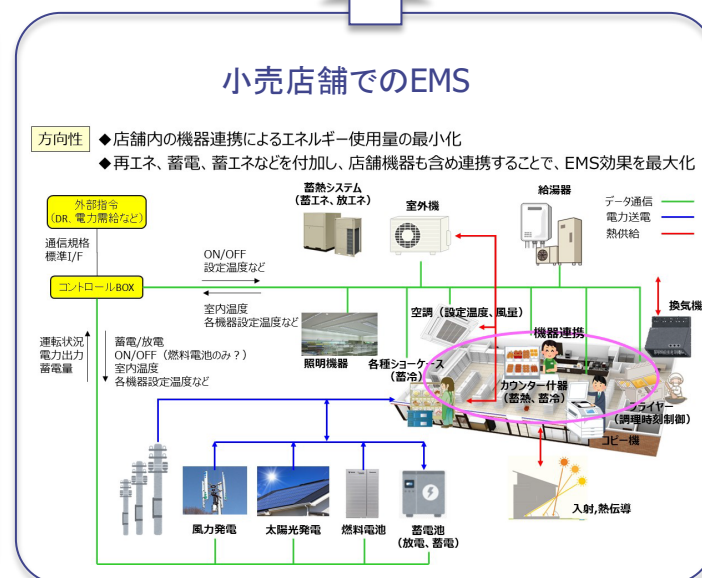 小売店舗でのEMS
方向性
◆店舗内の機器連携によるエネルギー使用量の最小化
◆再エネ、蓄電、蓄エネなどを付加し、店舗機器も含め連携することで、EMS効果を最大化
外部指令
（DR、電力需給など）
通信規格
標準I/F
コントロールBOX
蓄熱システム
（蓄エネ、放エネ）
室外機
給湯器
データ通信
電力送電
熱供給
ON/OFF
設定温度など
室内温度
各機器設定温度など
運転状況
電力出力
蓄電量
蓄電/放電
ON/OFF（燃料電池のみ？）
室内温度
各機器設定温度など
照明機器
各種ショーケース
（蓄冷）
空調（設定温度、風量）
機器連携
カウンター什器
（蓄熱、蓄冷）
換気機
フライヤー
（調理時刻制御）
コピー機
風力発電
太陽光発電
燃料電池
蓄電池
（放電、蓄電）
入射,熱伝導